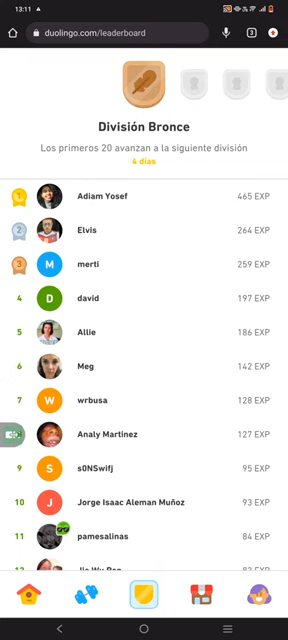 13:11
duolingo.com/leaderboard
3
División Bronce
Los primeros 20 avanzan a la siguiente división
4 días
1 Adiam Yosef 465 EXP
2 Elvis 264 EXP
3 M merti 259 EXP
4 D david 197 EXP
5 Allie 186 EXP
6 Meg 142 EXP
7 W wrbusa 128 EXP
Analy Martinez 127 EXP
9 S s0NSwifj 95 EXP
10 J Jorge Isaac Aleman Muñoz 93 EXP
11 pamesalinas 84 EXP